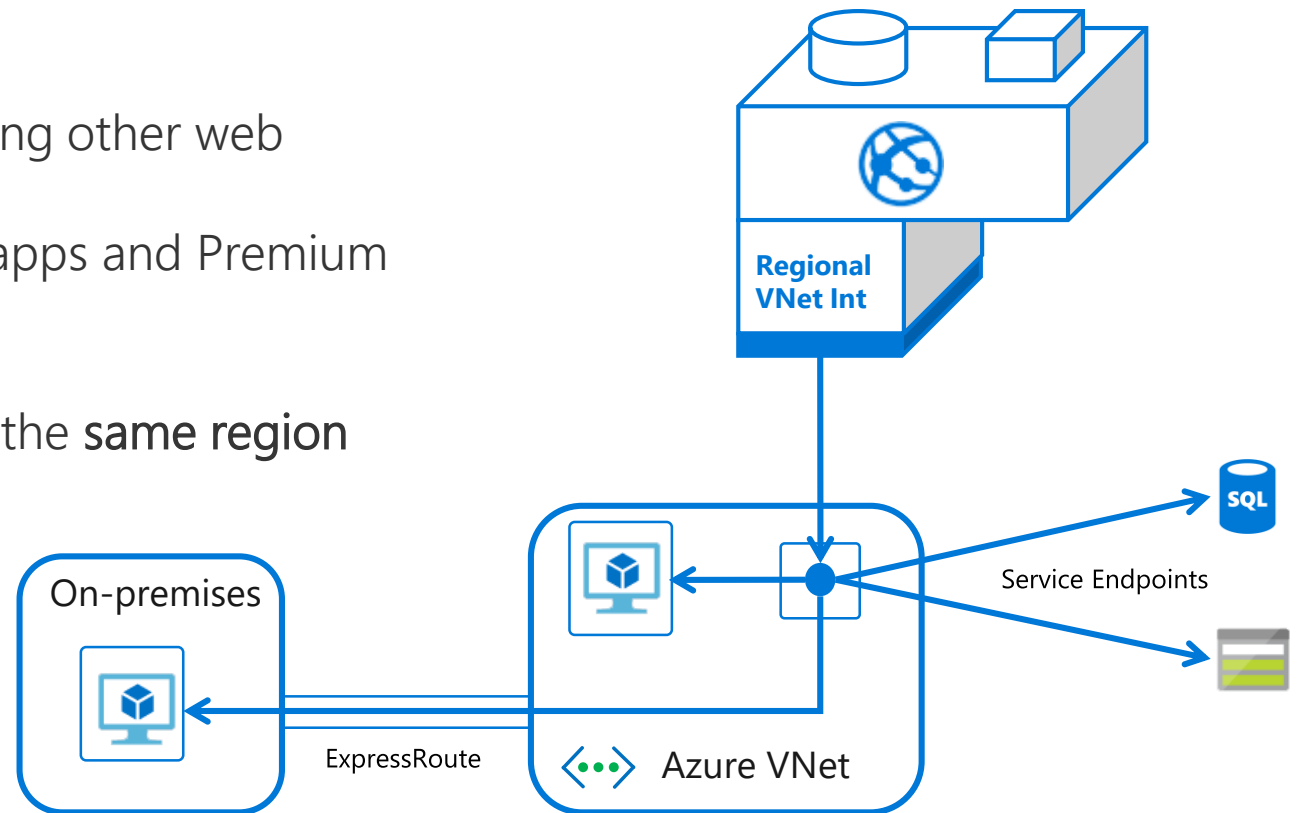 ng other web
apps and Premium
the same region
Regional
VNet Int
SQL
Service Endpoints
On-premises
ExpressRoute
Azure VNet